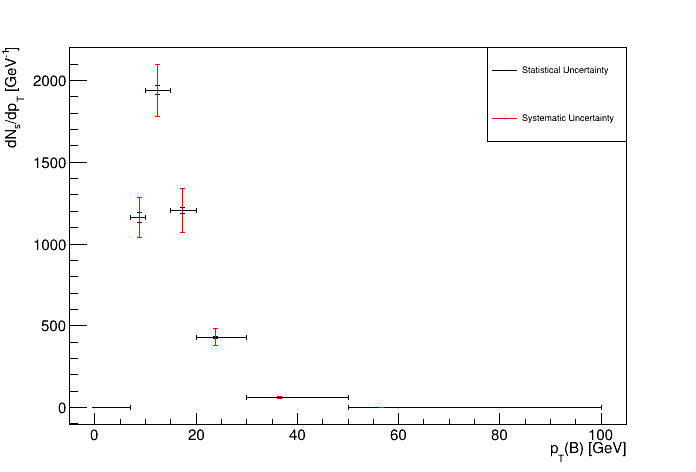 dN_s/dp_T [GeV^-1]
2000
1500
1000
500
0
Statistical Uncertainty
Systematic Uncertainty
0 20 40 60 80 100
p_T(B) [GeV]